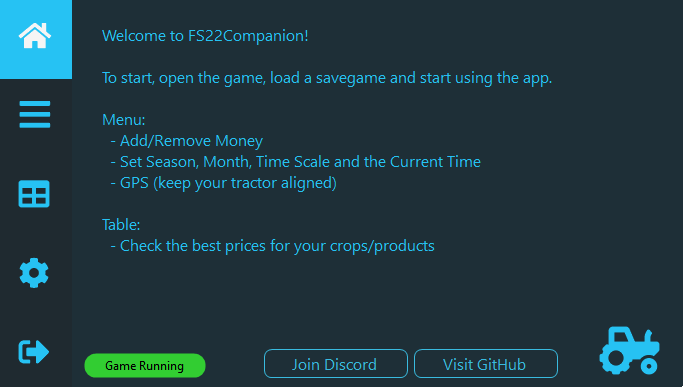 Welcome to FS22Companion!
To start, open the game, load a savegame and start using the app.
Menu:
- Add/Remove Money
- Set Season, Month, Time Scale and the Current Time
- GPS (keep your tractor aligned)
Table:
- Check the best prices for your crops/products
Game Running
Join Discord
Visit GitHub